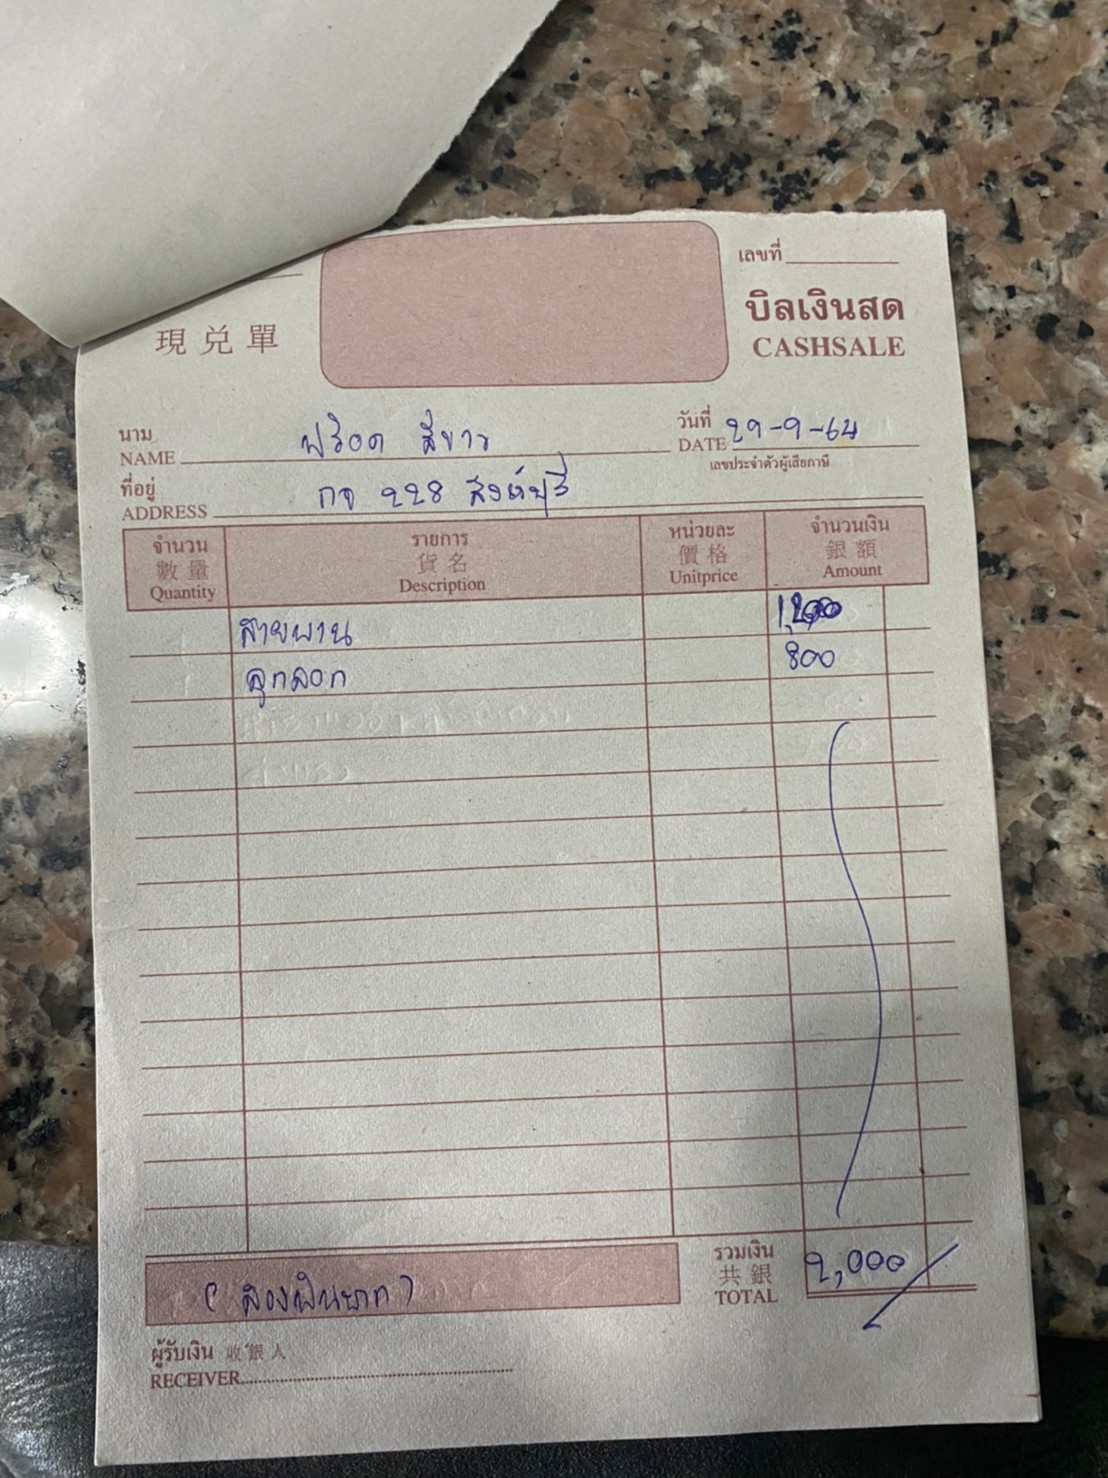 เลขที่
現兑單
บิลเงินสด
CASHSALE
นาม
NAME ฟร๊อด สีขาว
วันที่
DATE 29-9-64
เลขประจำตัวผู้เสียภาษี
ที่อยู่
ADDRESS กจ 228 สิงห์บุรี
จำนวน รายการ หน่วยละ จำนวนเงิน
數量 貨名 價格 銀額
Quantity Description Unitprice Amount
สายพาน 1,200
ลูกลอก 800
รวมเงิน
共銀
TOTAL 2,000
(สองพันบาท)
ผู้รับเงิน 收銀人
RECEIVER